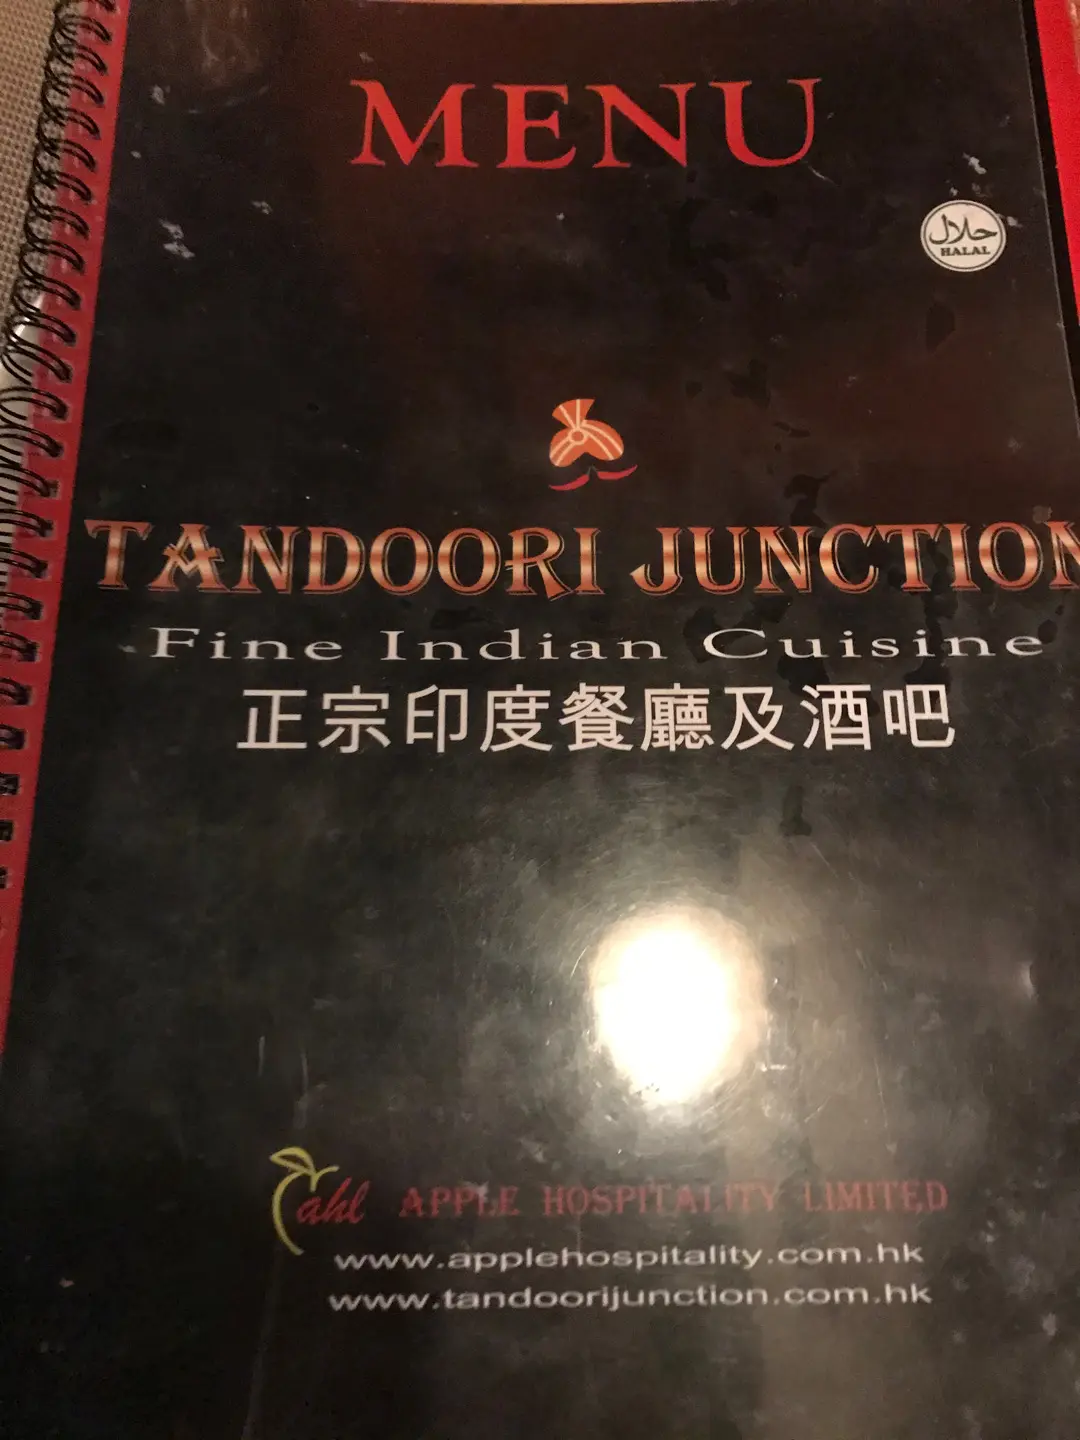 MENU
حلال
HALAL
TANDOORI JUNCTION
Fine Indian Cuisine
正宗印度餐廳及酒吧
ahl APPLE HOSPITALITY LIMITED
www.applehospitality.com.hk
www.tandoorijunction.com.hk